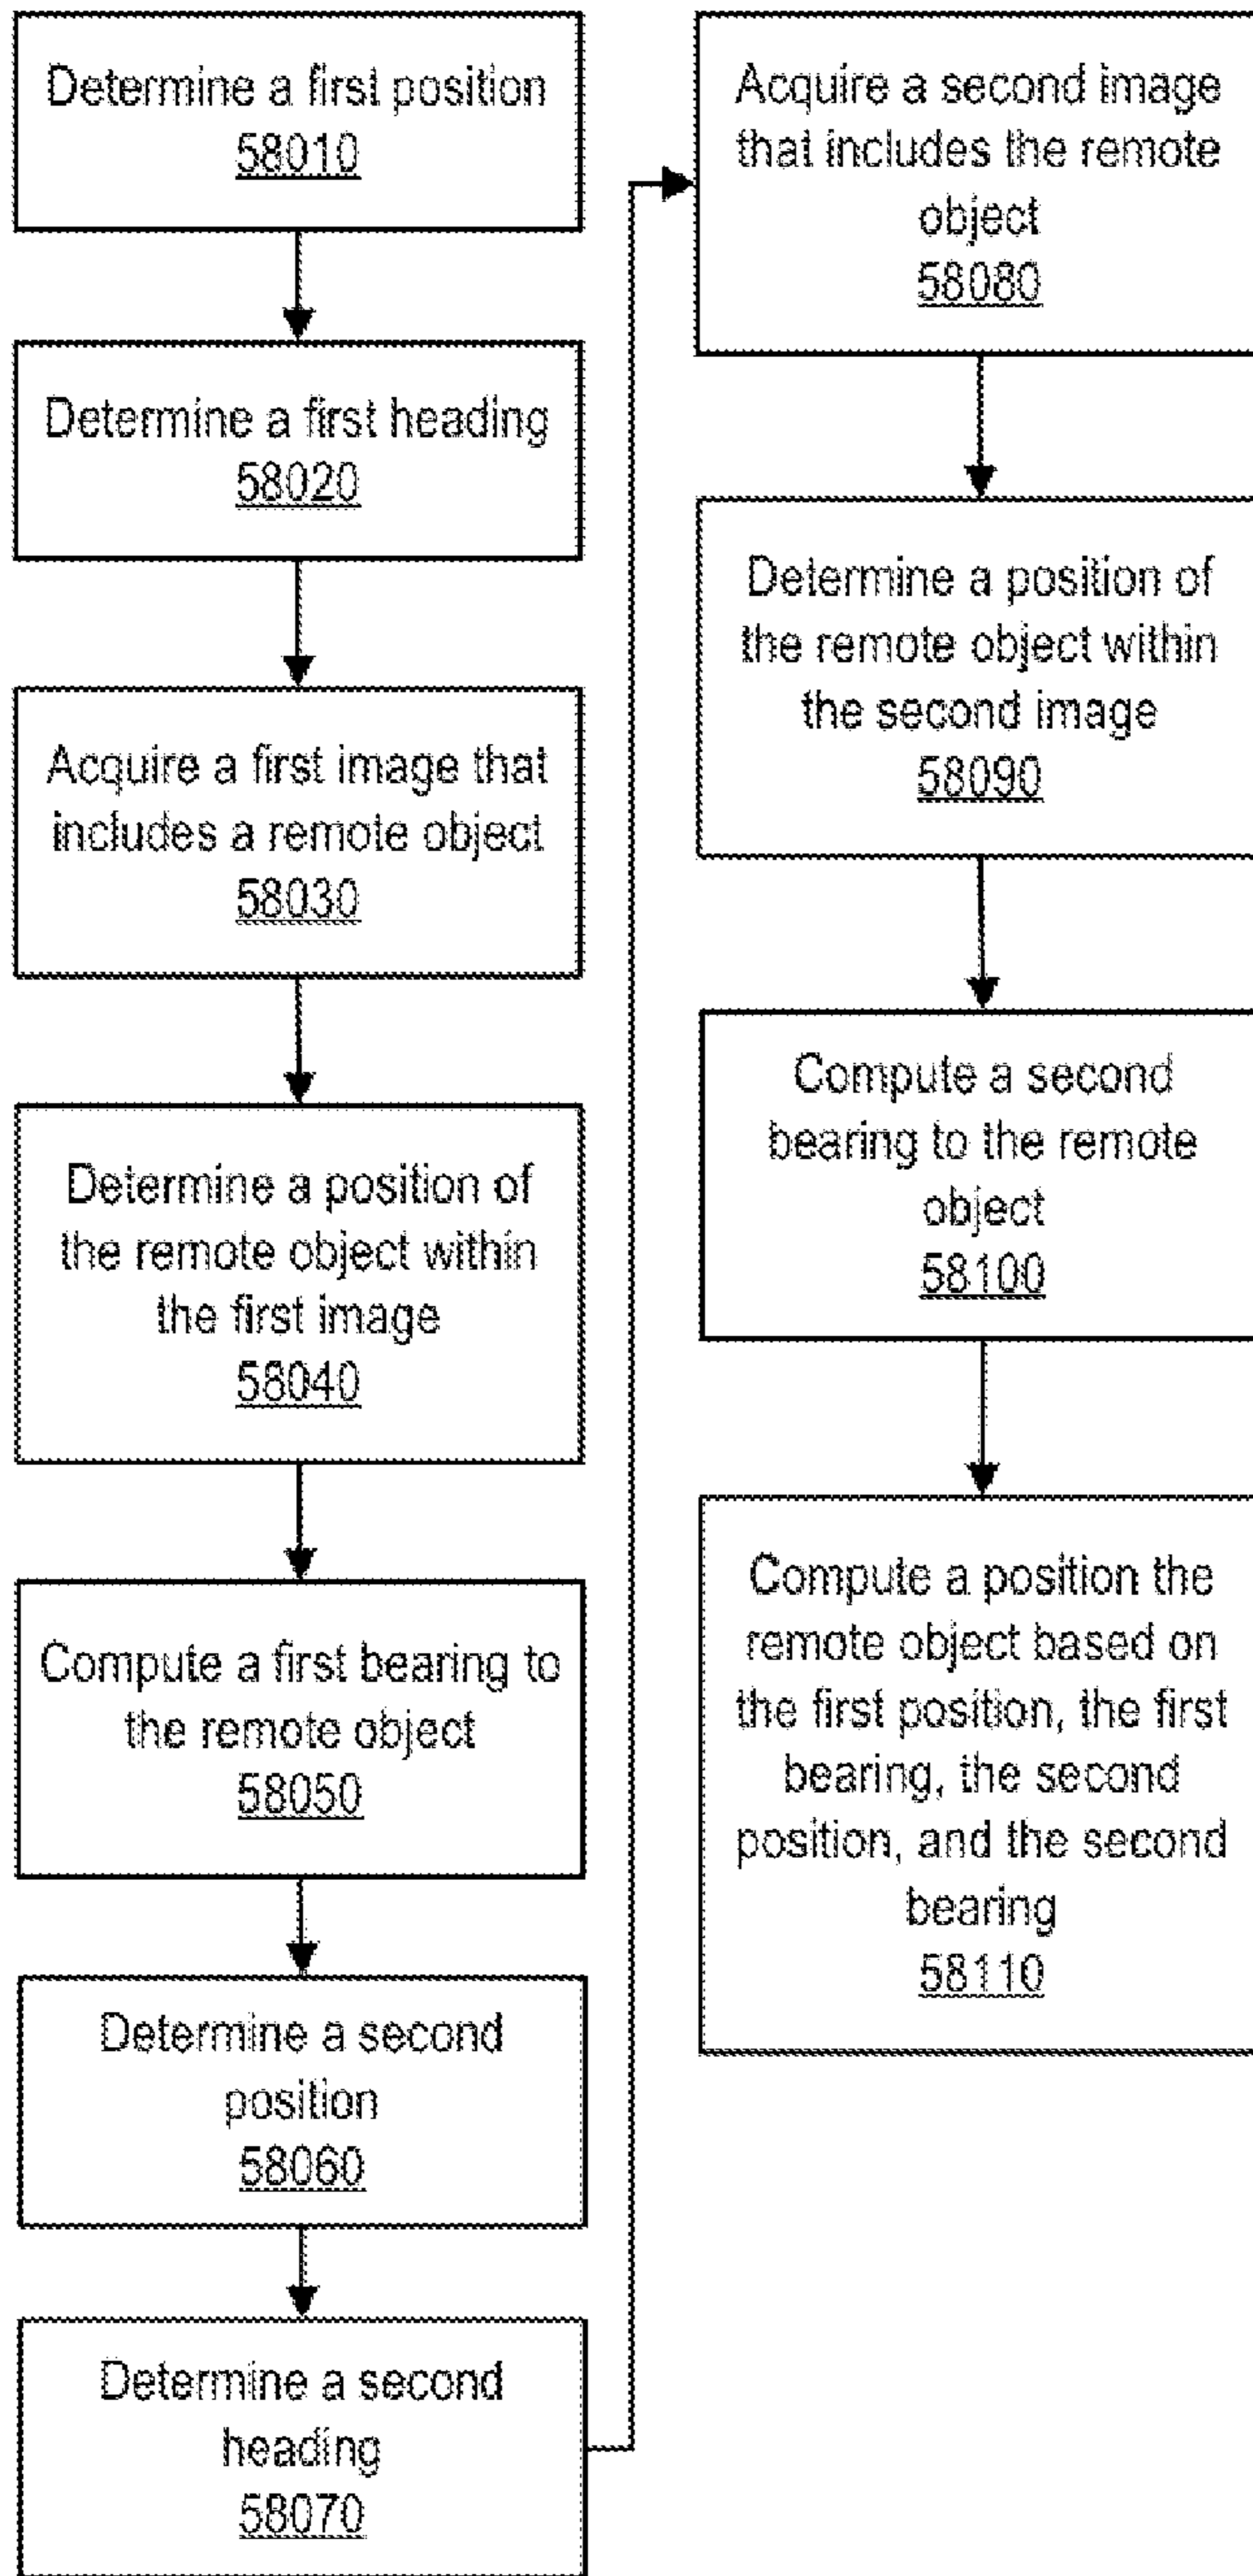 Determine a first position
58010
Determine a first heading
58020
Acquire a first image that
includes a remote object
58030
Determine a position of
the remote object within
the first image
58040
Compute a first bearing to
the remote object
58050
Determine a second
position
58060
Determine a second
heading
58070
Acquire a second image
that includes the remote
object
58080
Determine a position of
the remote object within
the second image
58090
Compute a second
bearing to the remote
object
58100
Compute a position the
remote object based on
the first position, the first
bearing, the second
position, and the second
bearing
58110